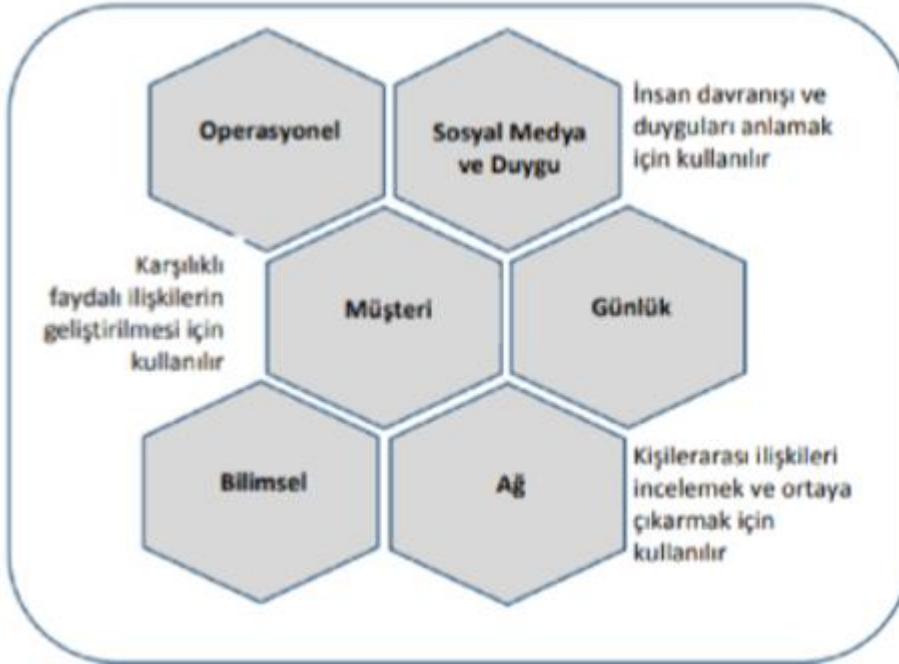 Operasyonel
Sosyal Medya
ve Duygu
İnsan davranışı ve
duyguları anlamak
için kullanılır
Karşılıklı
faydalı ilişkilerin
geliştirilmesi için
kullanılır
Müşteri
Günlük
Bilimsel
Ağ
Kişilerarası ilişkileri
incelemek ve ortaya
çıkarmak için
kullanılır